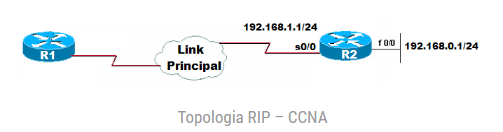 192.168.1.1/24
R1
Link
Principal
s0/0
R2
f 0/0
192.168.0.1/24
Topologia RIP – CCNA